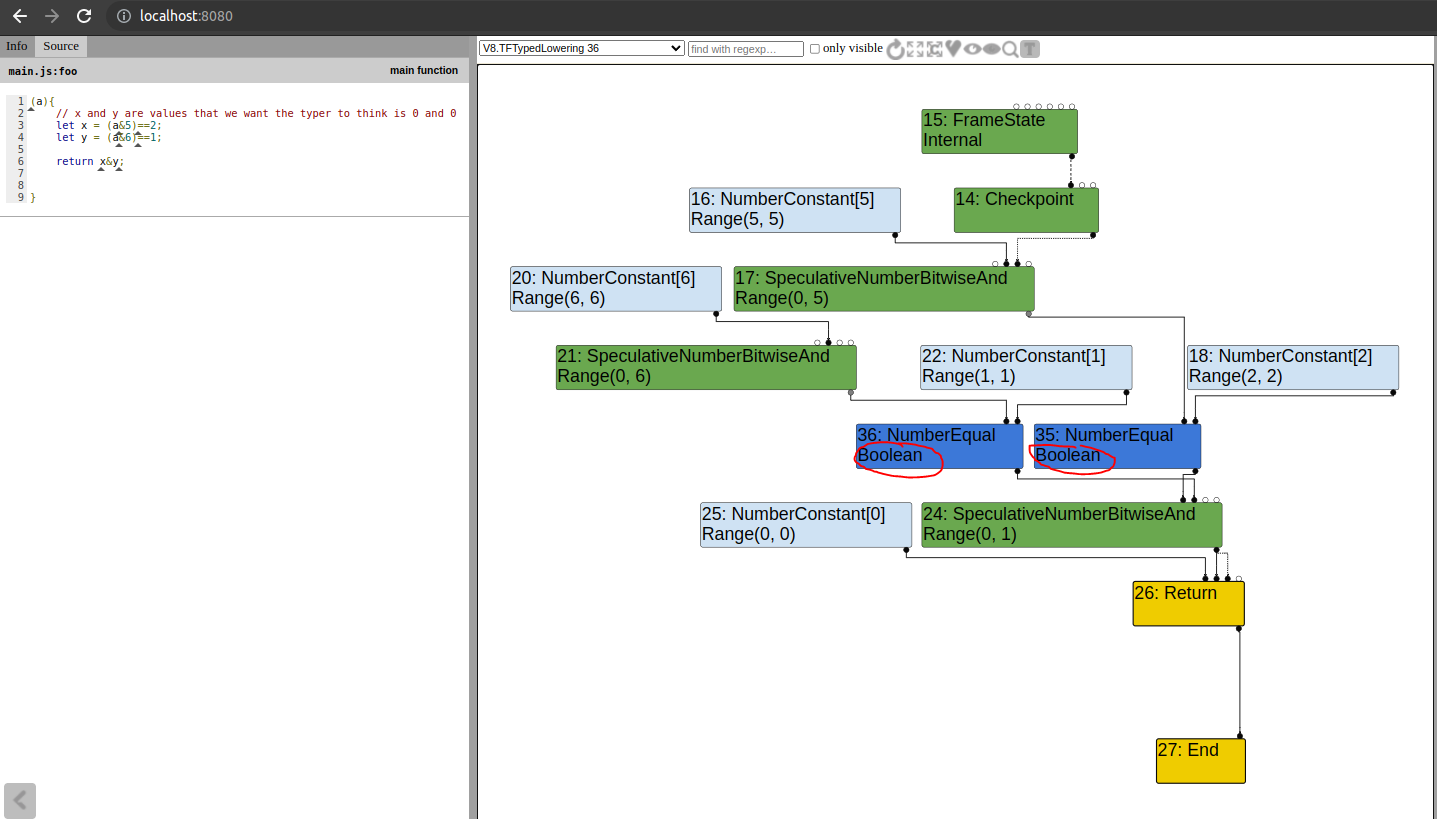 localhost:8080
Info Source
main.js:foo main function
1 (a){
2 // x and y are values that we want the typer to think is 0 and 0
3 let x = (a&5)==2;
4 let y = (a&6)==1;
5
6 return x&y;
7
8
9 }
V8.TFTypedLowering 36 find with regexp... only visible T
15: FrameState
Internal
16: NumberConstant[5]
Range(5, 5)
14: Checkpoint
20: NumberConstant[6]
Range(6, 6)
17: SpeculativeNumberBitwiseAnd
Range(0, 5)
21: SpeculativeNumberBitwiseAnd
Range(0, 6)
22: NumberConstant[1]
Range(1, 1)
18: NumberConstant[2]
Range(2, 2)
36: NumberEqual
Boolean
35: NumberEqual
Boolean
25: NumberConstant[0]
Range(0, 0)
24: SpeculativeNumberBitwiseAnd
Range(0, 1)
26: Return
27: End